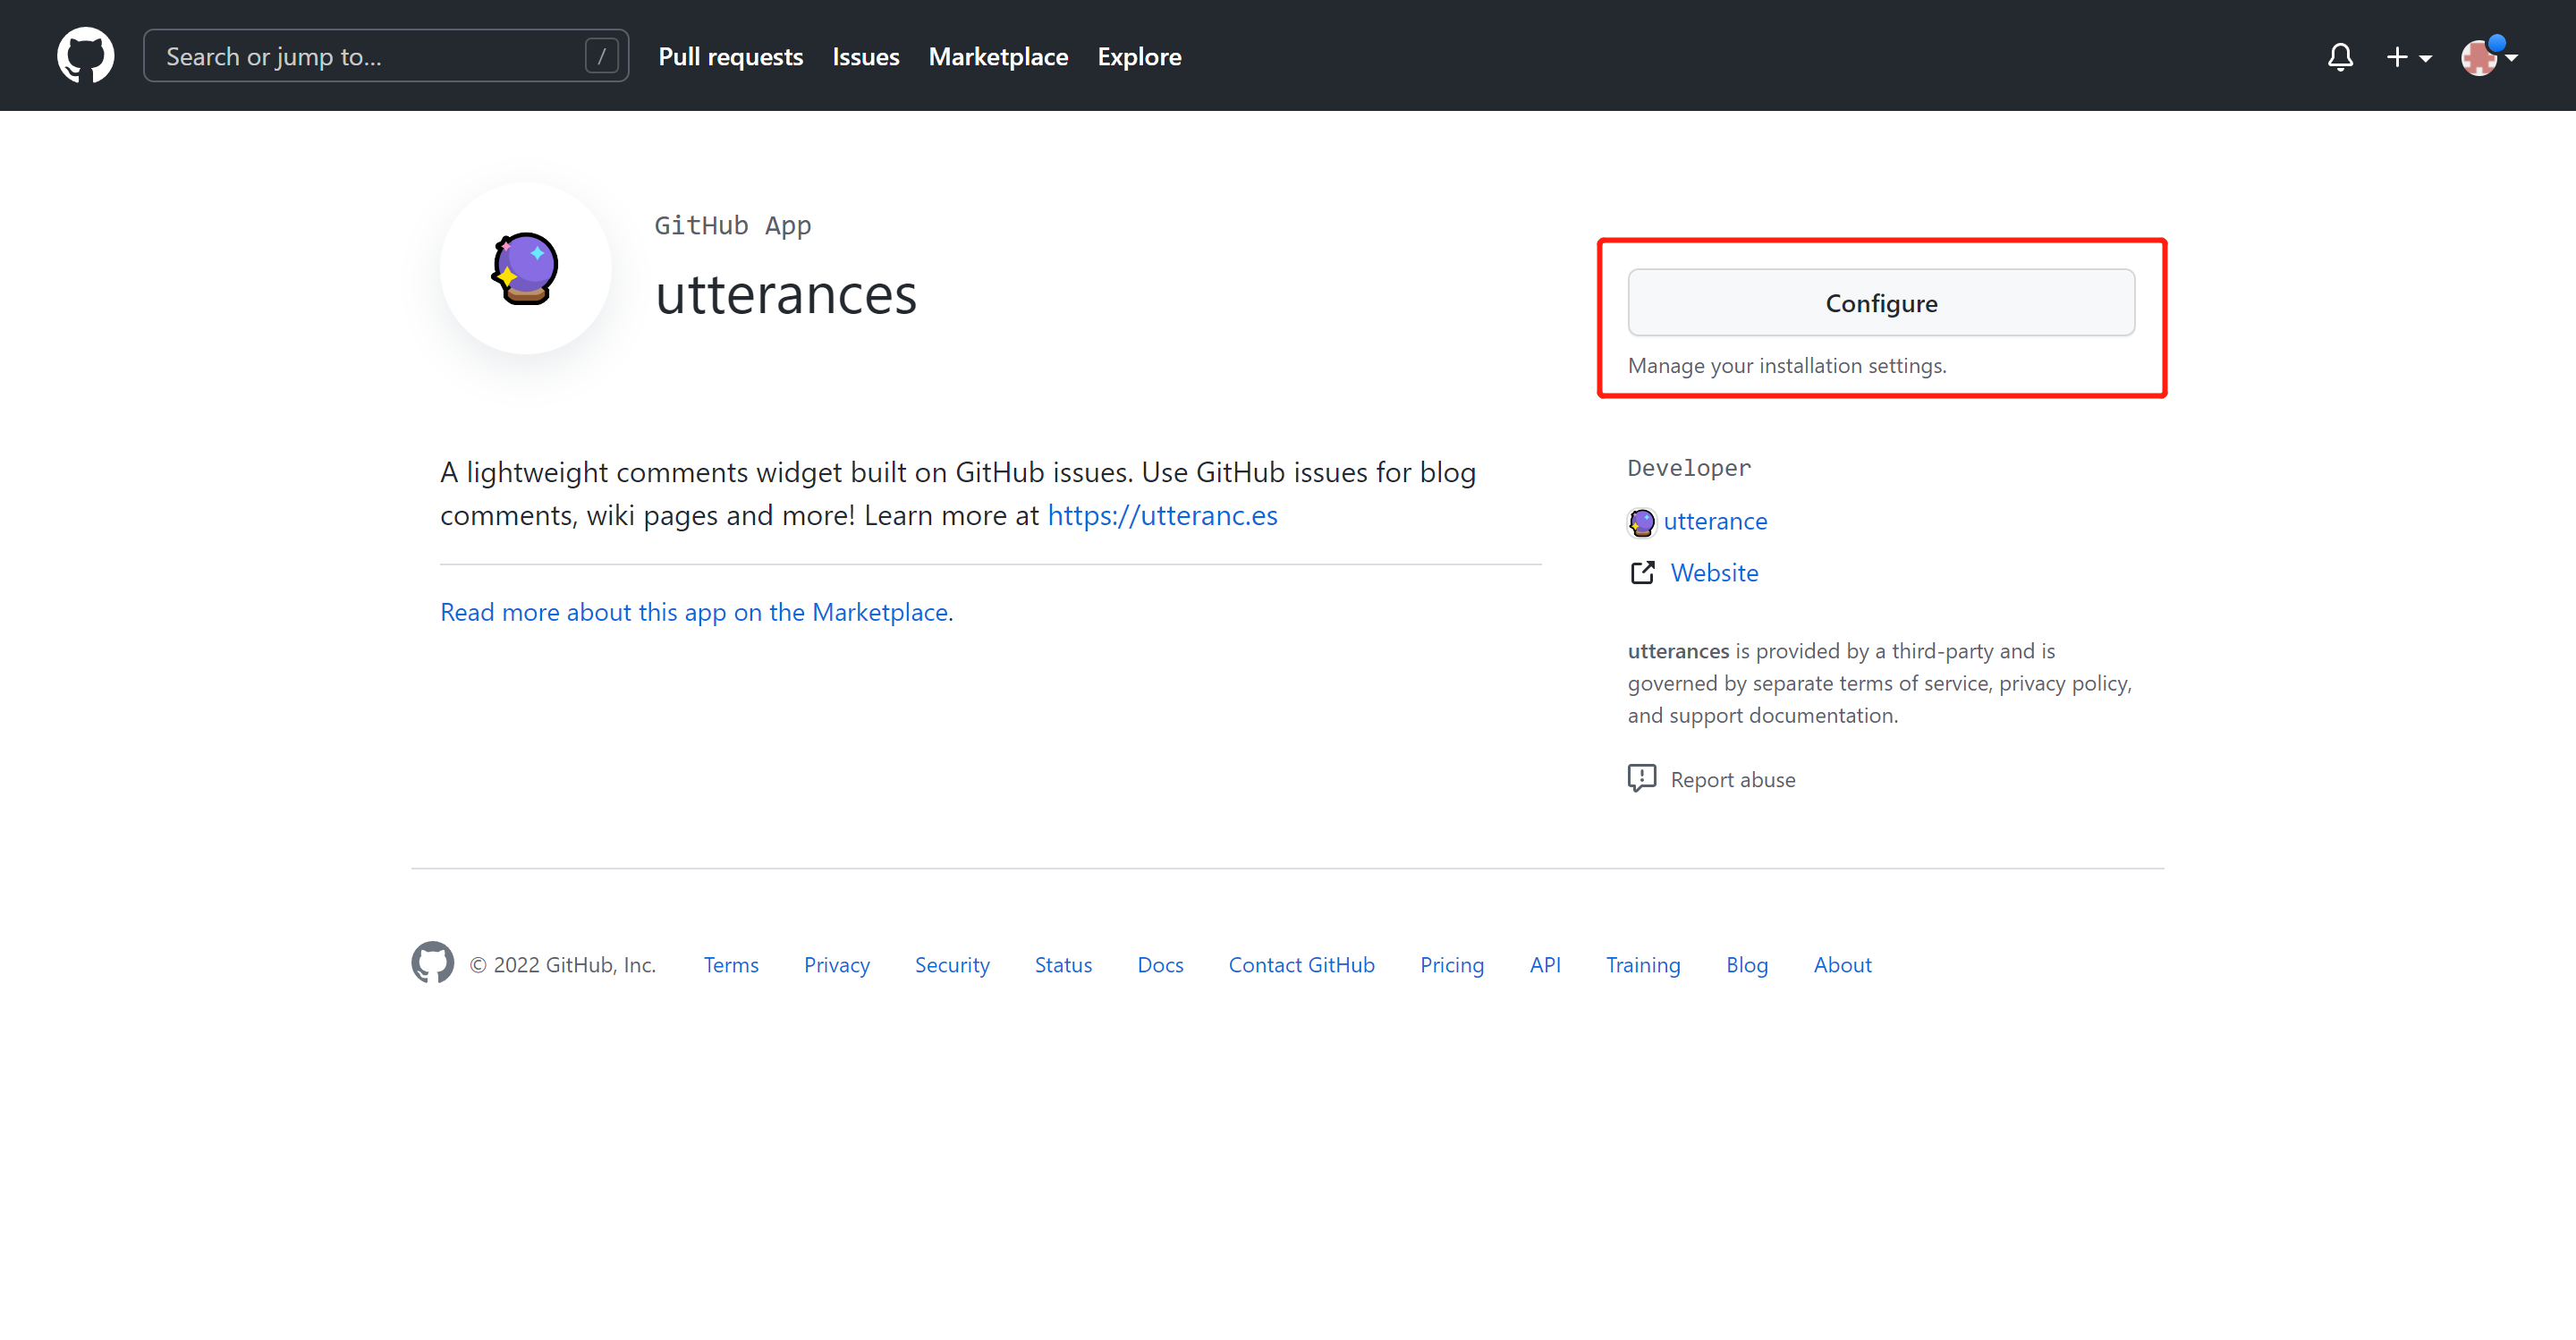 Search or jump to... /
Pull requests Issues Marketplace Explore
GitHub App
utterances
Configure
Manage your installation settings.
A lightweight comments widget built on GitHub issues. Use GitHub issues for blog
comments, wiki pages and more! Learn more at https://utteranc.es
Read more about this app on the Marketplace.
Developer
utterance
Website
utterances is provided by a third-party and is
governed by separate terms of service, privacy policy,
and support documentation.
Report abuse
© 2022 GitHub, Inc. Terms Privacy Security Status Docs Contact GitHub Pricing API Training Blog About